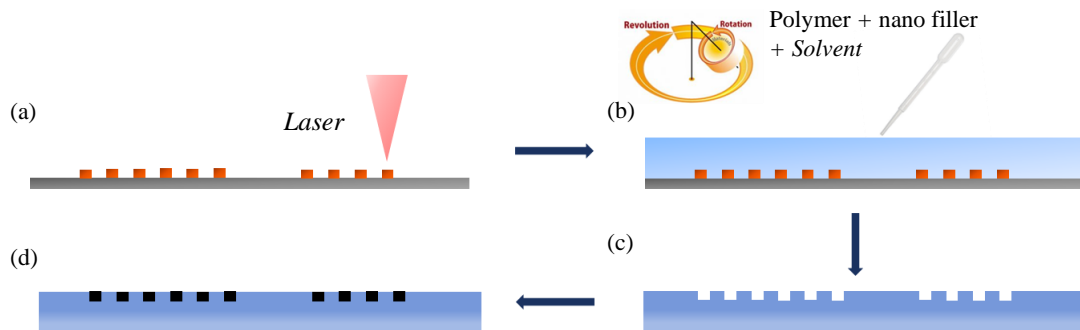 Revolution
Rotation
Polymer + nano filler
+ Solvent
(a)
Laser
(b)
(d)
(c)